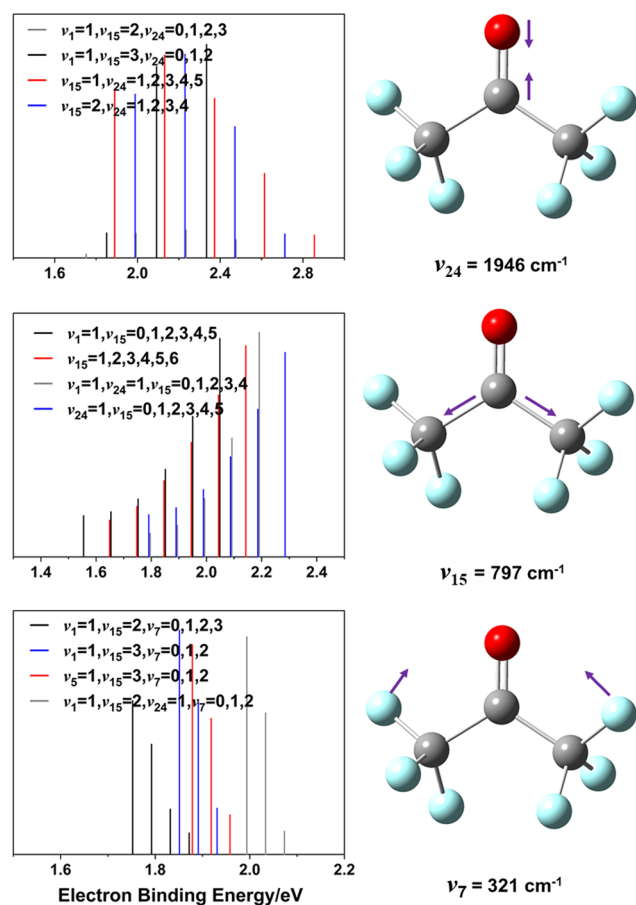 ν₁=1,ν₁₅=2,ν₂₄=0,1,2,3
ν₁=1,ν₁₅=3,ν₂₄=0,1,2
ν₁₅=1,ν₂₄=1,2,3,4,5
ν₁₅=2,ν₂₄=1,2,3,4
1.6 2.0 2.4 2.8
ν₂₄ = 1946 cm⁻¹
ν₁=1,ν₁₅=0,1,2,3,4,5
ν₁₅=1,2,3,4,5,6
ν₁=1,ν₂₄=1,ν₁₅=0,1,2,3,4
ν₂₄=1,ν₁₅=0,1,2,3,4,5
1.4 1.6 1.8 2.0 2.2 2.4
ν₁₅ = 797 cm⁻¹
ν₁=1,ν₁₅=2,ν₇=0,1,2,3
ν₁=1,ν₁₅=3,ν₇=0,1,2
ν₅=1,ν₁₅=3,ν₇=0,1,2
ν₁=1,ν₁₅=2,ν₂₄=1,ν₇=0,1,2
1.6 1.8 2.0 2.2
Electron Binding Energy/eV
ν₇ = 321 cm⁻¹